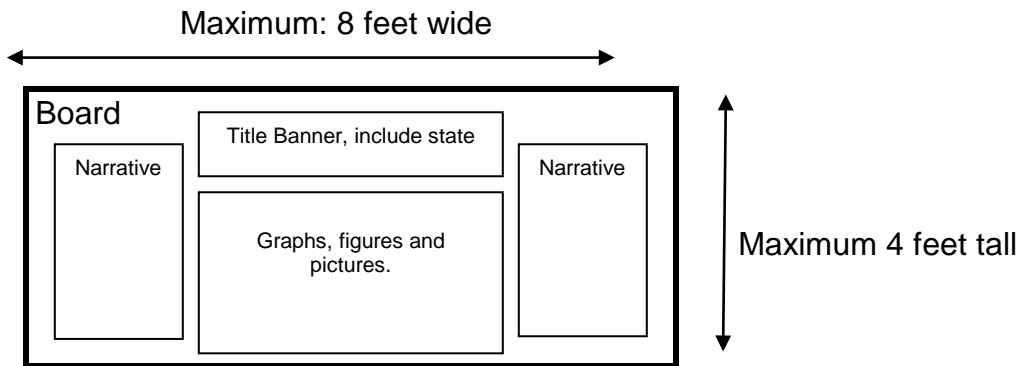 Maximum: 8 feet wide
Board
Title Banner, include state
Narrative
Narrative
Graphs, figures and
pictures.
Maximum 4 feet tall